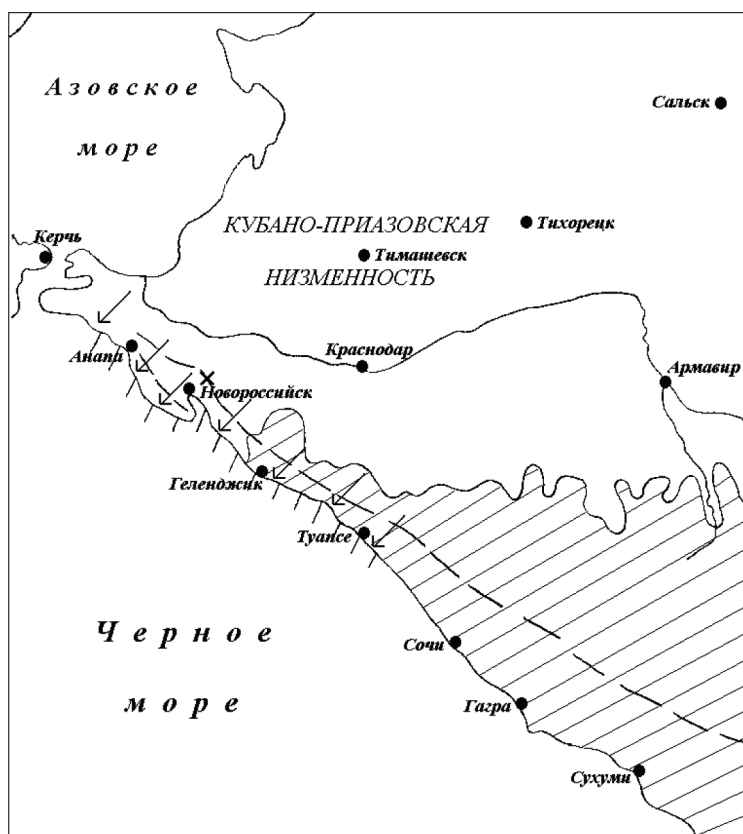 Азовское
море
Сальск
Керчь
КУБАНО-ПРИАЗОВСКАЯ
Тихорецк
Тимашевск
НИЗМЕННОСТЬ
Анапа
Краснодар
Армавир
Новороссийск
Геленджик
Туапсе
Черное
Сочи
море
Гагра
Сухуми